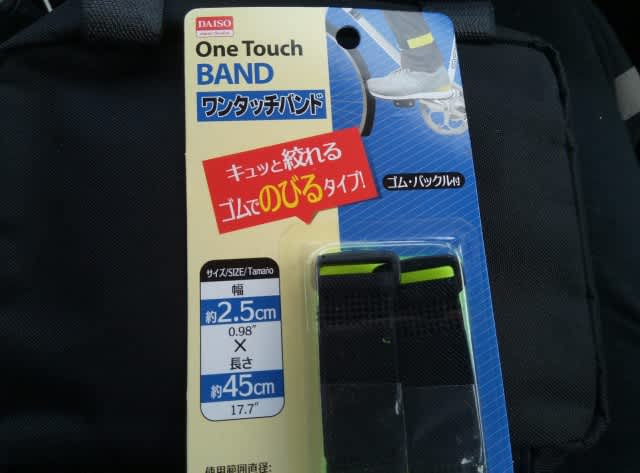 DAISO
One Touch
BAND
ワンタッチバンド
キュッと絞れる
ゴムでのびるタイプ!
ゴム・バックル付
サイズ/SIZE/Tamaño
幅
約2.5cm
0.98"
×
長さ
約45cm
17.7"
使用範囲直径: